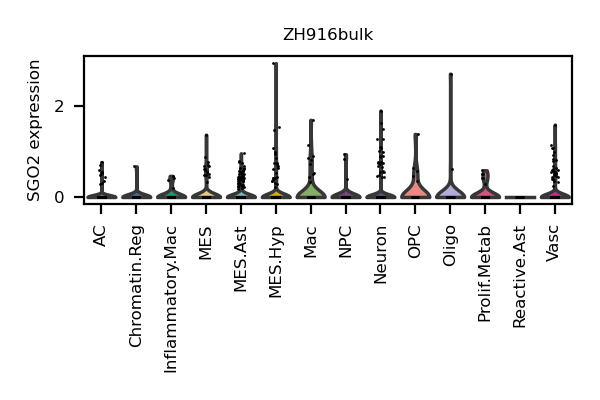 ZH916bulk
SGO2 expression
2
0
AC
Chromatin.Reg
Inflammatory.Mac
MES
MES.Ast
MES.Hyp
Mac
NPC
Neuron
OPC
Oligo
Prolif.Metab
Reactive.Ast
Vasc